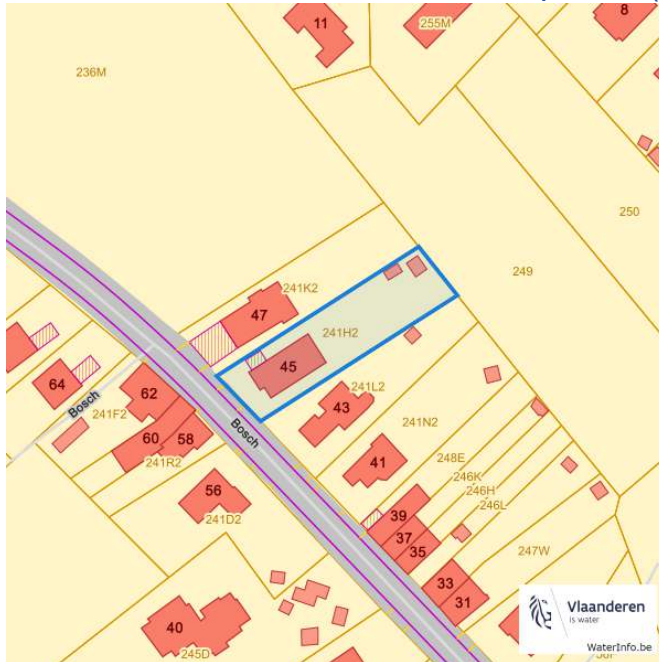 11
255M
8
236M
250
249
241K2
47
241H2
45
64
62
241L2
Bosch
43
Bosch
241F2
60
58
241N2
241R2
41
248E
246K
56
246H
246L
39
241D2
37
35
247W
33
31
40
245D
Vlaanderen
is water
WaterInfo.be